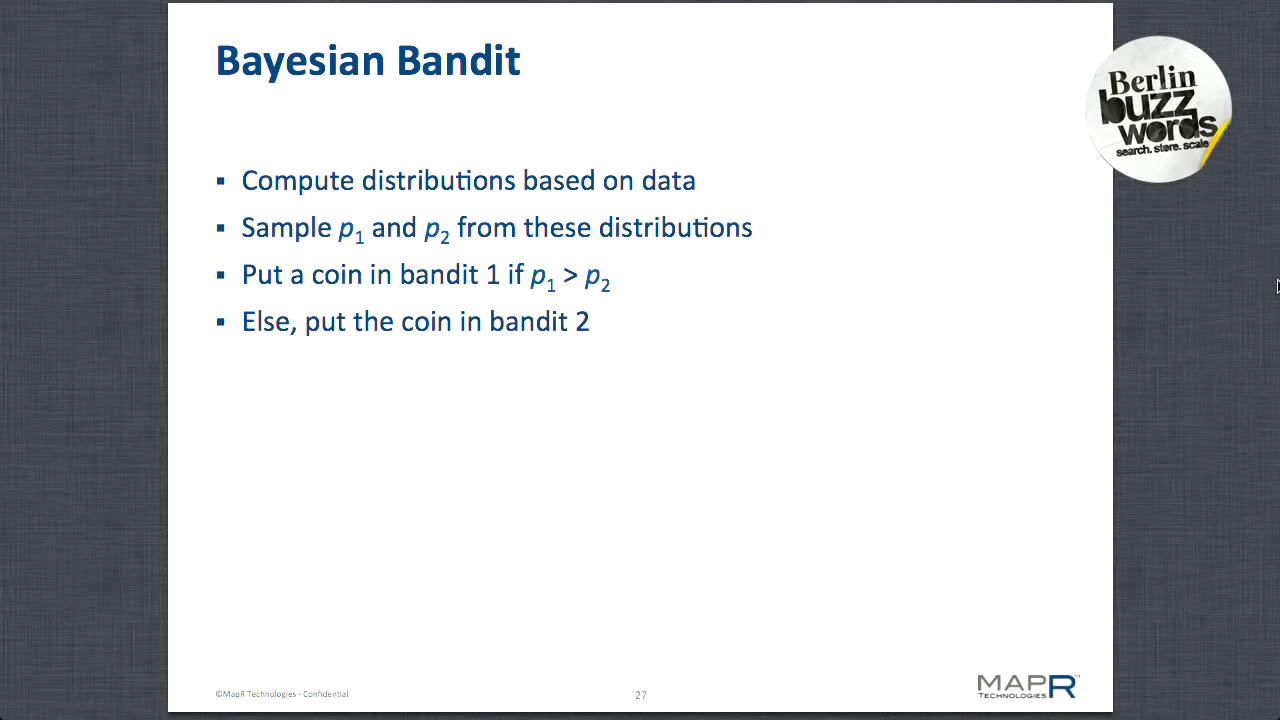 Bayesian Bandit
Berlin
buzz
words
search. store. scale
▪ Compute distributions based on data
▪ Sample p1 and p2 from these distributions
▪ Put a coin in bandit 1 if p1 > p2
▪ Else, put the coin in bandit 2
©MapR Technologies - Confidential
27
MAPR™
TECHNOLOGIES